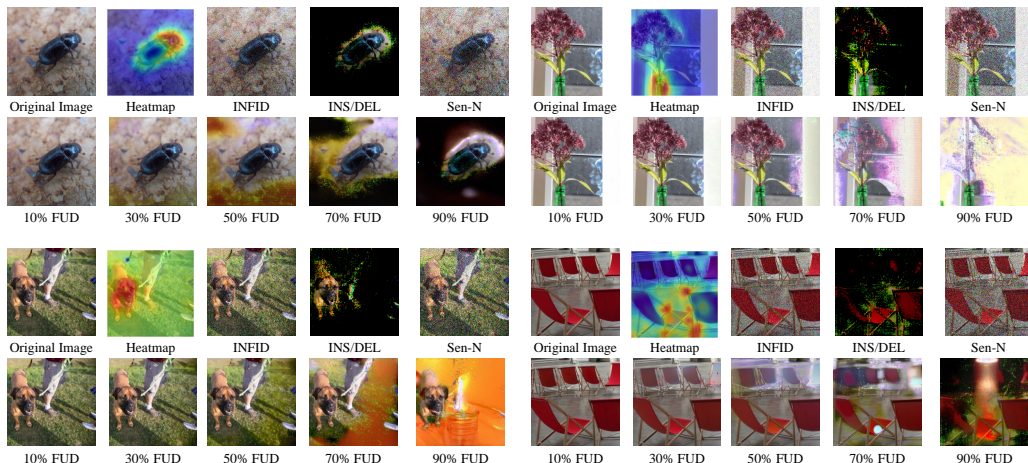 Original Image Heatmap INFID INS/DEL Sen-N Original Image Heatmap INFID INS/DEL Sen-N
10% FUD 30% FUD 50% FUD 70% FUD 90% FUD 10% FUD 30% FUD 50% FUD 70% FUD 90% FUD
Original Image Heatmap INFID INS/DEL Sen-N Original Image Heatmap INFID INS/DEL Sen-N
10% FUD 30% FUD 50% FUD 70% FUD 90% FUD 10% FUD 30% FUD 50% FUD 70% FUD 90% FUD